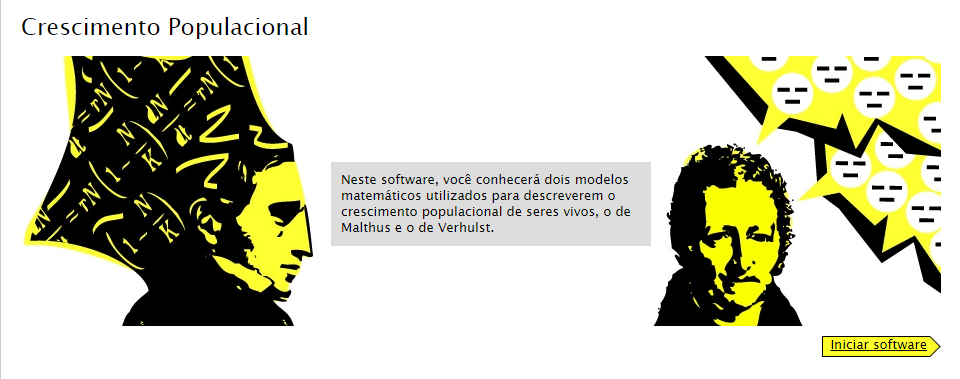 Crescimento Populacional
Neste software, você conhecerá dois modelos
matemáticos utilizados para descreverem o
crescimento populacional de seres vivos, o de
Malthus e o de Verhulst.
Iniciar software